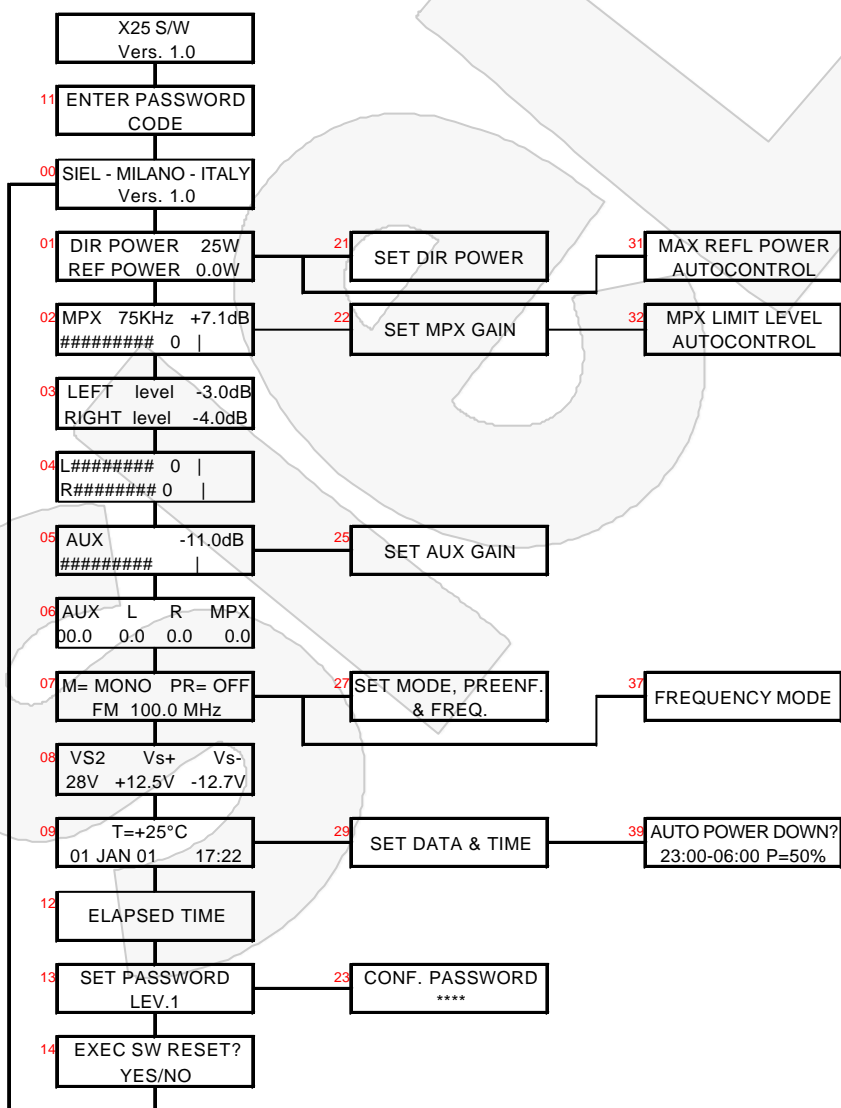 X25 S/W
Vers. 1.0
11
ENTER PASSWORD
CODE
00
SIEL - MILANO - ITALY
Vers. 1.0
01
DIR POWER 25W
REF POWER 0.0W
21
SET DIR POWER
31
MAX REFL POWER
AUTOCONTROL
02
MPX 75KHz +7.1dB
######### 0 |
22
SET MPX GAIN
32
MPX LIMIT LEVEL
AUTOCONTROL
03
LEFT level -3.0dB
RIGHT level -4.0dB
04
L######## 0 |
R######## 0 |
05
AUX -11.0dB
######### |
25
SET AUX GAIN
06
AUX L R MPX
00.0 0.0 0.0 0.0
07
M= MONO PR= OFF
FM 100.0 MHz
27
SET MODE, PREENF.
& FREQ.
37
FREQUENCY MODE
08
VS2 Vs+ Vs-
28V +12.5V -12.7V
09
T=+25°C
01 JAN 01 17:22
29
SET DATA & TIME
39
AUTO POWER DOWN?
23:00-06:00 P=50%
12
ELAPSED TIME
13
SET PASSWORD
LEV.1
23
CONF. PASSWORD
****
14
EXEC SW RESET?
YES/NO